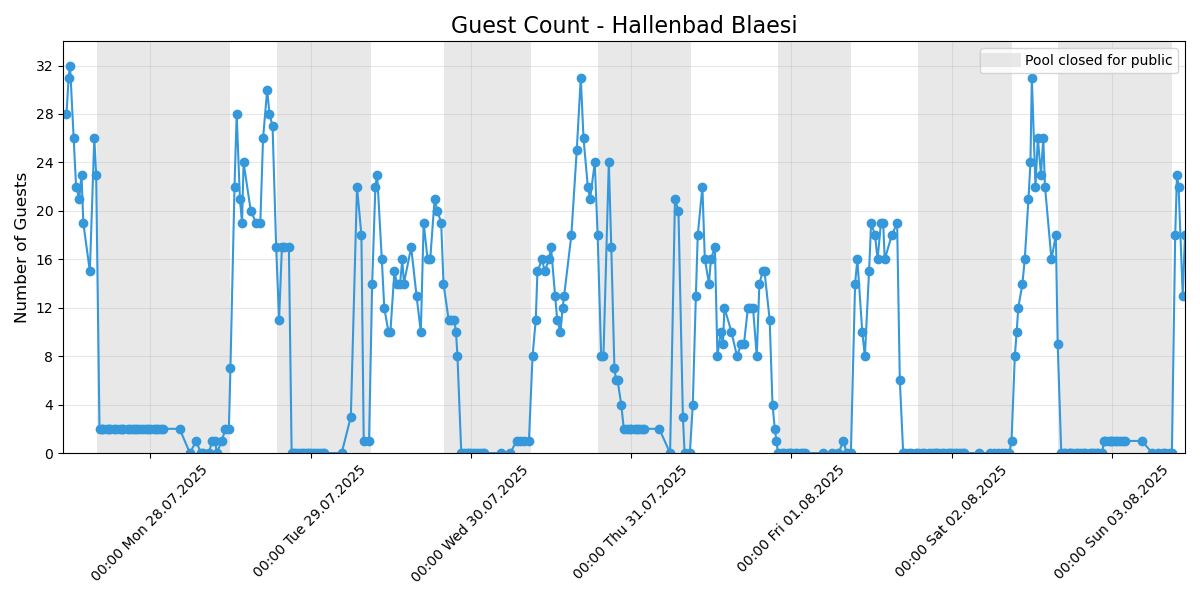 Guest Count - Hallenbad Blaesi
Pool closed for public
Number of Guests
32
28
24
20
16
12
8
4
0
00:00 Mon 28.07.2025
00:00 Tue 29.07.2025
00:00 Wed 30.07.2025
00:00 Thu 31.07.2025
00:00 Fri 01.08.2025
00:00 Sat 02.08.2025
00:00 Sun 03.08.2025